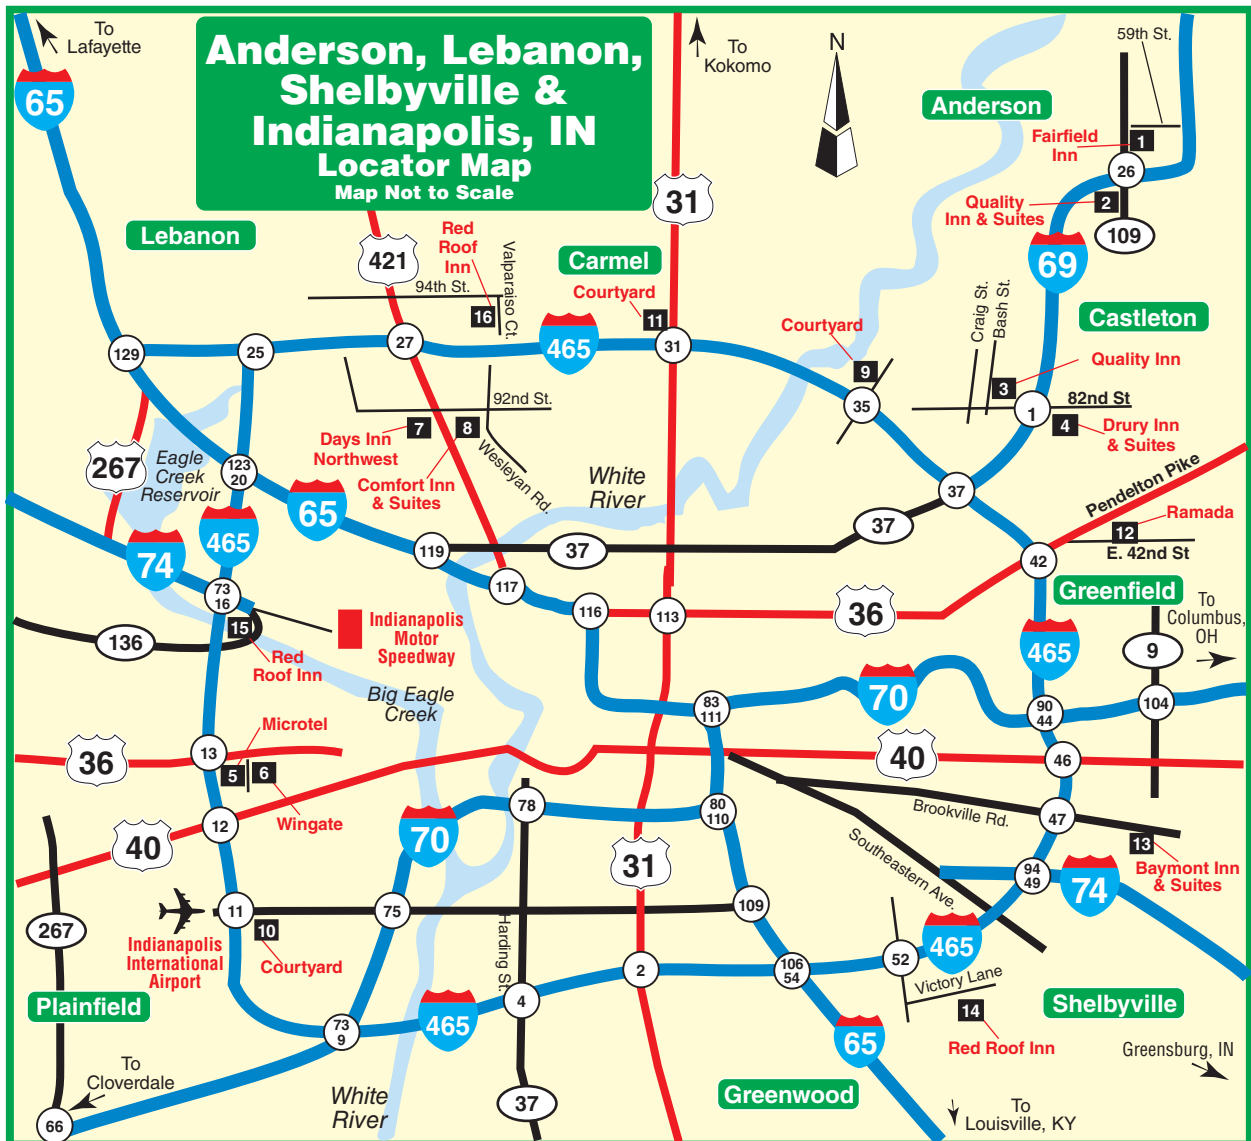 To
Lafayette
Anderson, Lebanon,
Shelbyville &
Indianapolis, IN
Locator Map
Map Not to Scale
To
Kokomo
N
59th St.
65
Anderson
Fairfield
Inn
1
26
31
Quality
Inn & Suites
2
109
Lebanon
421
Red
Roof
Inn
Valparaiso Ct.
94th St.
16
Carmel
Courtyard
11
69
Craig St.
Bash St.
Castleton
129
25
27
465
31
Courtyard
9
35
Quality Inn
3
82nd St
1
4
Drury Inn
& Suites
92nd St.
7
8
Days Inn
Northwest
Comfort Inn
& Suites
Wesleyan Rd.
267
Eagle
Creek
Reservoir
123
20
65
White
River
37
Pendelton Pike
Ramada
12
E. 42nd St
74
465
119
37
37
42
117
73
16
116
113
36
Greenfield
To
Columbus,
OH
136
15
Red
Roof Inn
Indianapolis
Motor
Speedway
465
9
Big Eagle
Creek
70
83
111
90
44
104
Microtel
13
36
5
6
Wingate
40
46
12
40
70
78
80
110
Brookville Rd.
47
13
Baymont Inn
& Suites
Southeastern Ave.
31
94
49
74
267
11
10
Courtyard
Indianapolis
International
Airport
75
Harding St.
109
465
52
2
106
54
Victory Lane
14
Red Roof Inn
Plainfield
Shelbyville
4
73
9
465
65
Greensburg, IN
To
Cloverdale
White
River
37
Greenwood
66
To
Louisville, KY